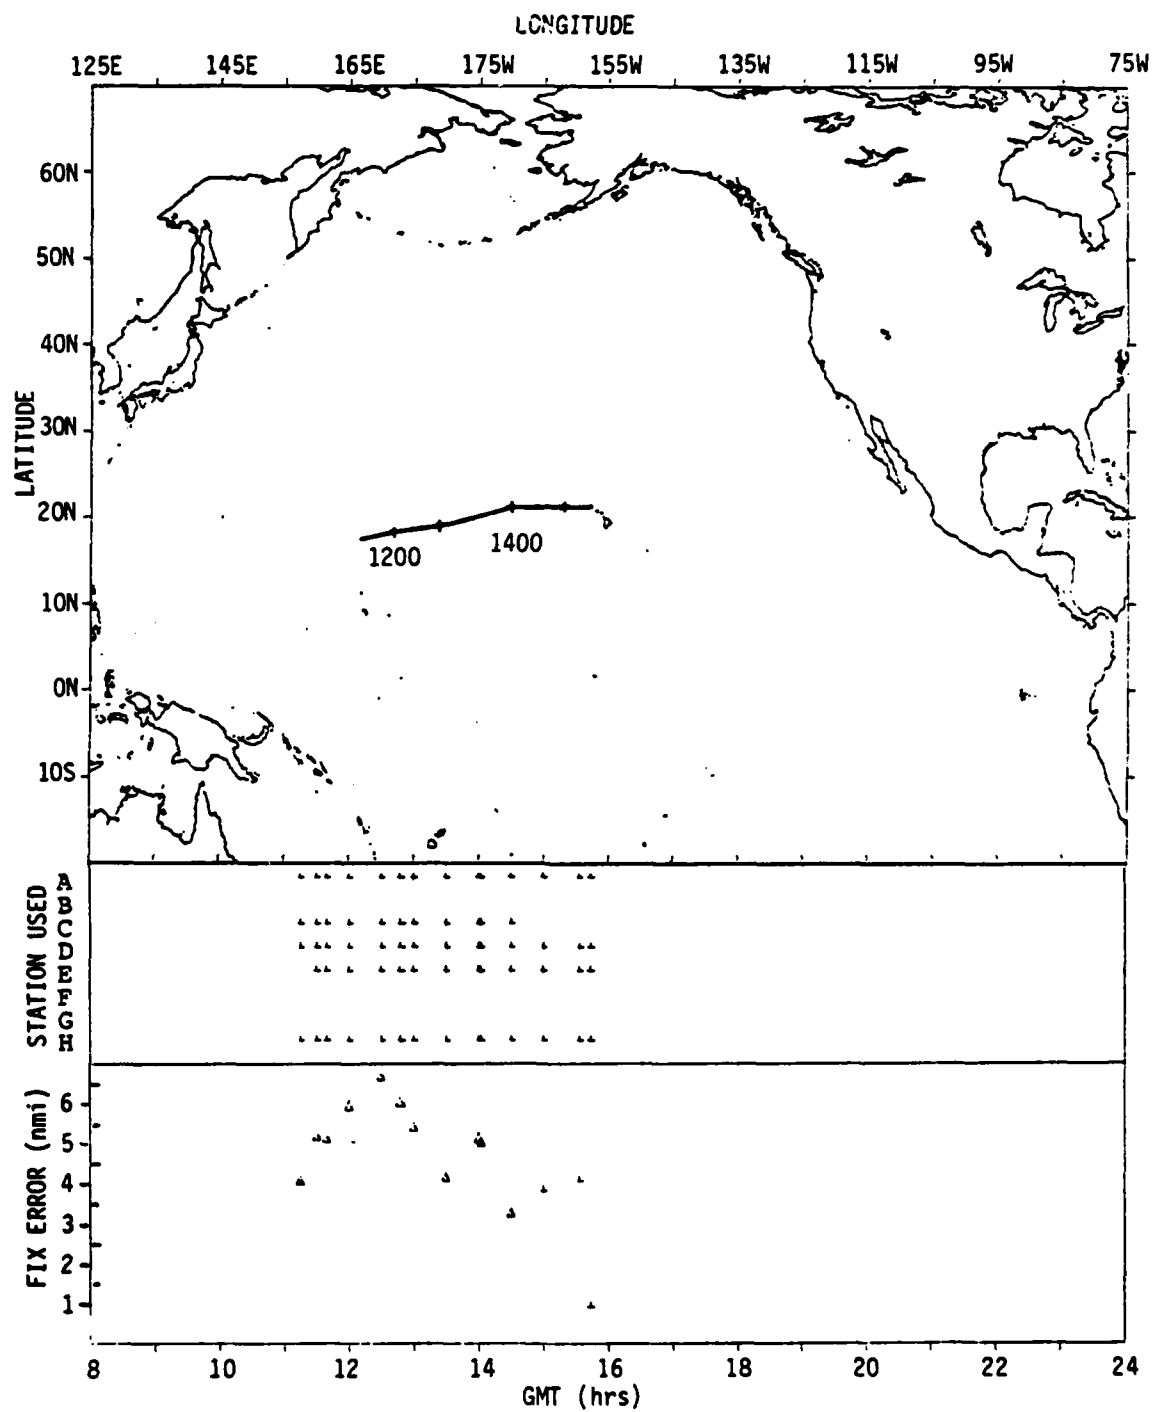 LONGITUDE
125E 145E 165E 175W 155W 135W 115W 95W 75W
LATITUDE
60N
50N
40N
30N
20N
10N
0N
10S
1200
1400
STATION USED
A
B
C
D
E
F
G
H
FIX ERROR (nmi)
6
5
4
3
2
1
8 10 12 14 16 18 20 22 24
GMT (hrs)